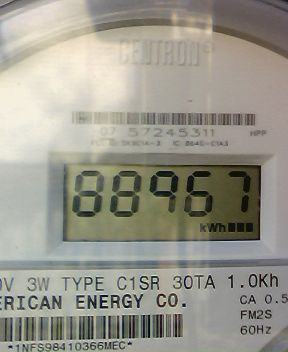 CENTRON®
07 57245311 HPP
88967
kWh
0V 3W TYPE C1SR 30TA 1.0Kh
ERICAN ENERGY CO. CA 0.5
FM2S
60Hz
*1NFS98410366MEC*